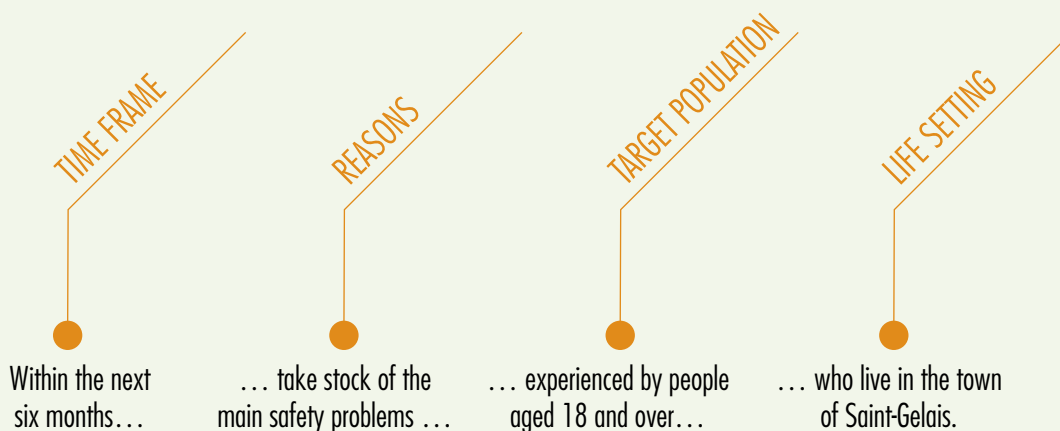 TIME FRAME
REASONS
TARGET POPULATION
LIFE SETTING
Within the next
six months…
… take stock of the
main safety problems …
… experienced by people
aged 18 and over…
… who live in the town
of Saint-Gelais.